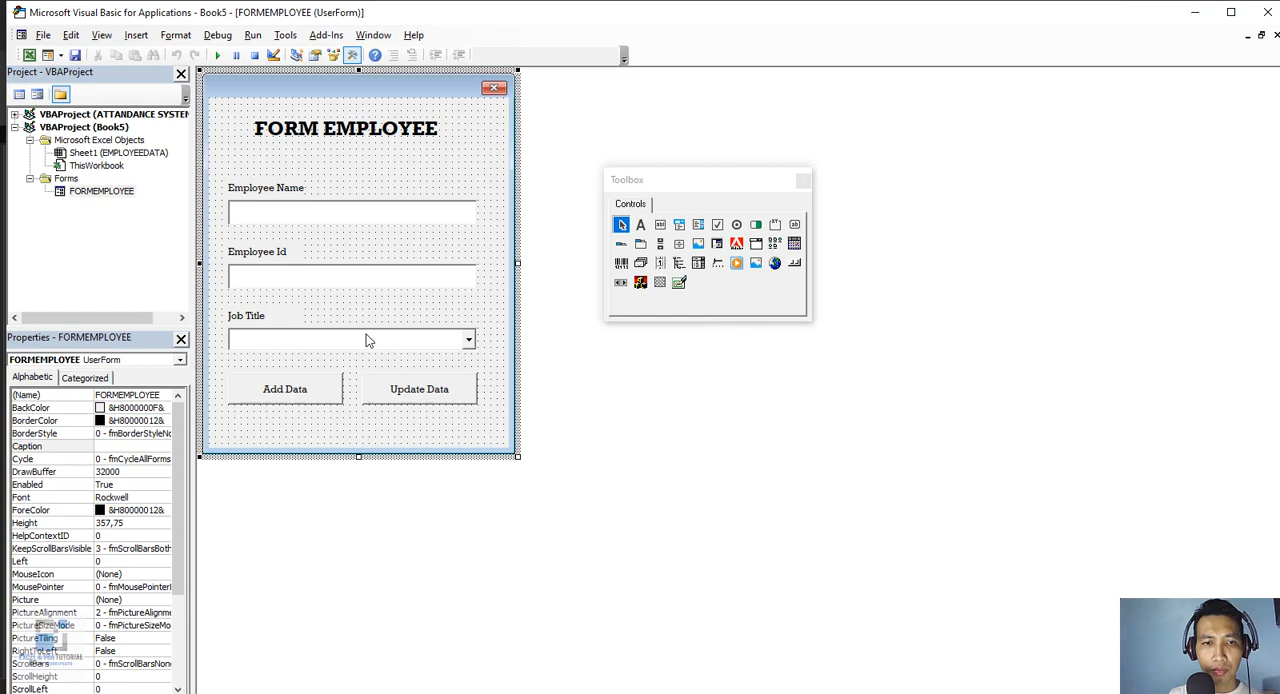 Microsoft Visual Basic for Applications - Book5 - [FORMEMPLOYEE (UserForm)]
File Edit View Insert Format Debug Run Tools Add-Ins Window Help
Project - VBAProject
VBAProject (ATTANDANCE SYSTEM
VBAProject (Book5)
Microsoft Excel Objects
Sheet1 (EMPLOYEEDATA)
ThisWorkbook
Forms
FORMEMPLOYEE
FORM EMPLOYEE
Employee Name
Employee Id
Job Title
Add Data Update Data
Toolbox
Controls
Properties - FORMEMPLOYEE
FORMEMPLOYEE UserForm
Alphabetic Categorized
(Name) FORMEMPLOYEE
BackColor &H8000000F&
BorderColor &H80000012&
BorderStyle 0 - fmBorderStyleNo
Caption
Cycle 0 - fmCycleAllForms
DrawBuffer 32000
Enabled True
Font Rockwell
ForeColor &H80000012&
Height 357,75
HelpContextID 0
KeepScrollBarsVisible 3 - fmScrollBarsBoth
Left 0
MouseIcon (None)
MousePointer 0 - fmMousePointer
Picture (None)
PictureAlignment 2 - fmPictureAlignme
PictureSizeMode 0 - fmPictureSizeMo
PictureTiling False
RightToLeft False
ScrollBars 0 - fmScrollBarsNone
ScrollHeight 0
ScrollLeft 0
EXCEL & VBA TUTORIAL